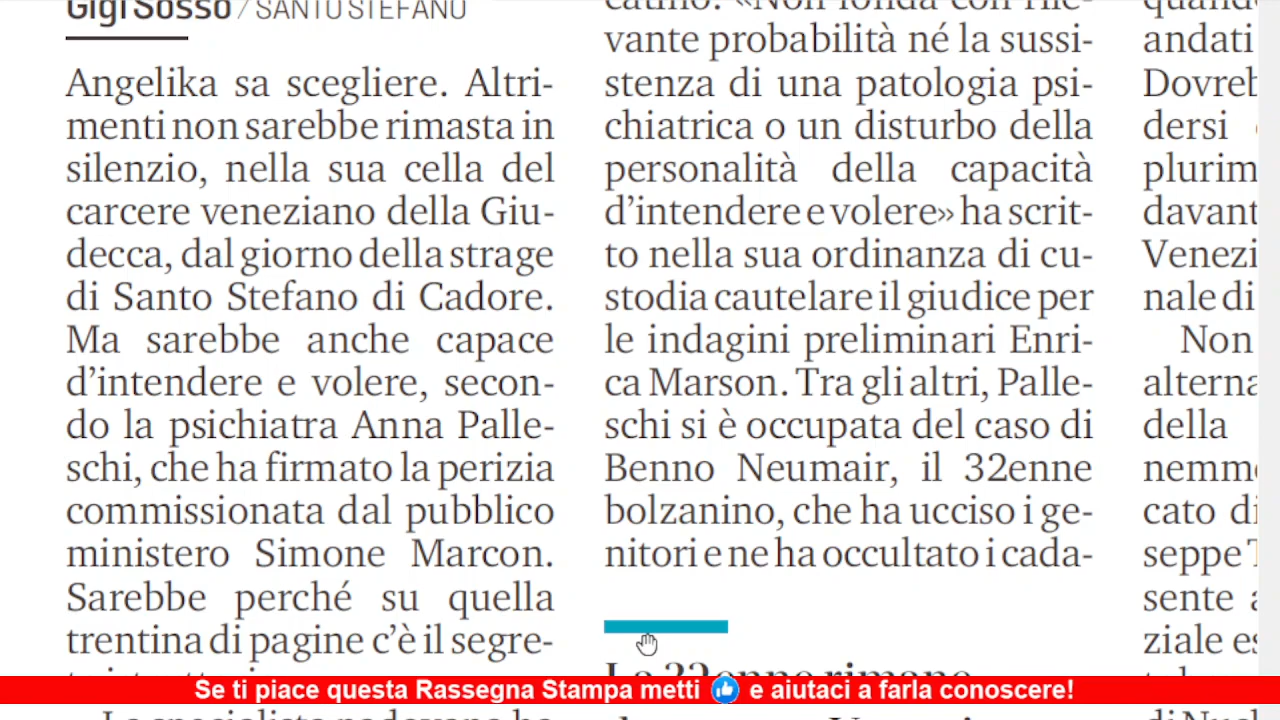 Gigi Sosso / SANTO STEFANO
Angelika sa scegliere. Altri-
menti non sarebbe rimasta in
silenzio, nella sua cella del
carcere veneziano della Giu-
decca, dal giorno della strage
di Santo Stefano di Cadore.
Ma sarebbe anche capace
d'intendere e volere, secon-
do la psichiatra Anna Palle-
schi, che ha firmato la perizia
commissionata dal pubblico
ministero Simone Marcon.
Sarebbe perché su quella
trentina di pagine c'è il segre-
catino. «Non fonda con rile-
vante probabilità né la sussi-
stenza di una patologia psi-
chiatrica o un disturbo della
personalità della capacità
d'intendere e volere» ha scrit-
to nella sua ordinanza di cu-
stodia cautelare il giudice per
le indagini preliminari Enri-
ca Marson. Tra gli altri, Palle-
schi si è occupata del caso di
Benno Neumair, il 32enne
bolzanino, che ha ucciso i ge-
nitori e ne ha occultato i cada-
La 32enne rimane
andati
Dovreb
dersi
plurim
davant
Venezi
nale di
Non
alterna
della
nemme
cato di
seppe T
sente a
ziale es
Se ti piace questa Rassegna Stampa metti 👍 e aiutaci a farla conoscere!